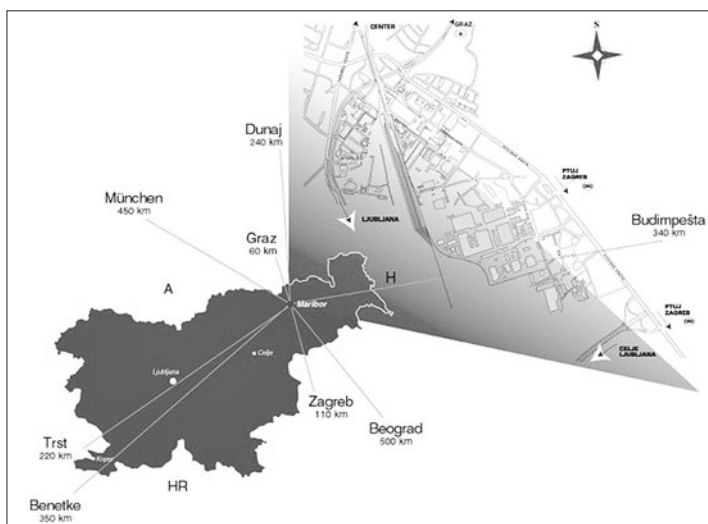 CENTER
GRAZ
S
Dunaj
240 km
PTUJ
ZAGREB
München
450 km
LJUBLJANA
Budimpešta
340 km
Graz
60 km
A
H
Maribor
PTUJ
ZAGREB
Celje
CELJE
LJUBLJANA
Ljubljana
Zagreb
110 km
Beograd
500 km
Trst
220 km
Koper
HR
Benetke
350 km